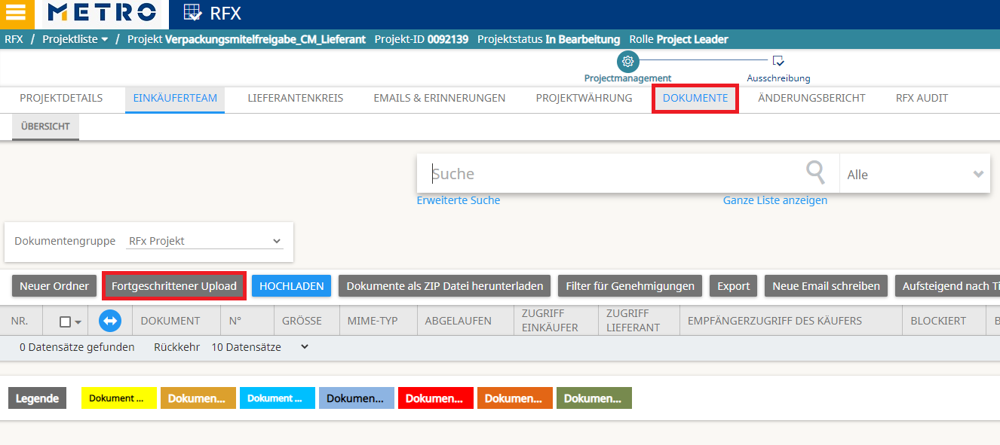 METRO RFX
RFX / Projektliste / Projekt Verpackungsmitelfreigabe_CM_Lieferant Projekt-ID 0092139 Projektstatus In Bearbeitung Rolle Project Leader
Projectmanagement Ausschreibung
PROJEKTDETAILS EINKÄUFERTEAM LIEFERANTENKREIS EMAILS & ERINNERUNGEN PROJEKTWÄHRUNG DOKUMENTE ÄNDERUNGSBERICHT RFX AUDIT
ÜBERSICHT
Suche Alle
Erweiterte Suche Ganze Liste anzeigen
Dokumentengruppe RFx Projekt
Neuer Ordner Fortgeschrittener Upload HOCHLADEN Dokumente als ZIP Datei herunterladen Filter für Genehmigungen Export Neue Email schreiben Aufsteigend nach Ti
NR. DOKUMENT N° GRÖSSE MIME-TYP ABGELAUFEN ZUGRIFF EINKÄUFER ZUGRIFF LIEFERANT EMPFÄNGERZUGRIFF DES KÄUFERS BLOCKIERT B
0 Datensätze gefunden Rückkehr 10 Datensätze
Legende Dokument ... Dokumen... Dokument ... Dokumen... Dokumen... Dokumen... Dokumen...